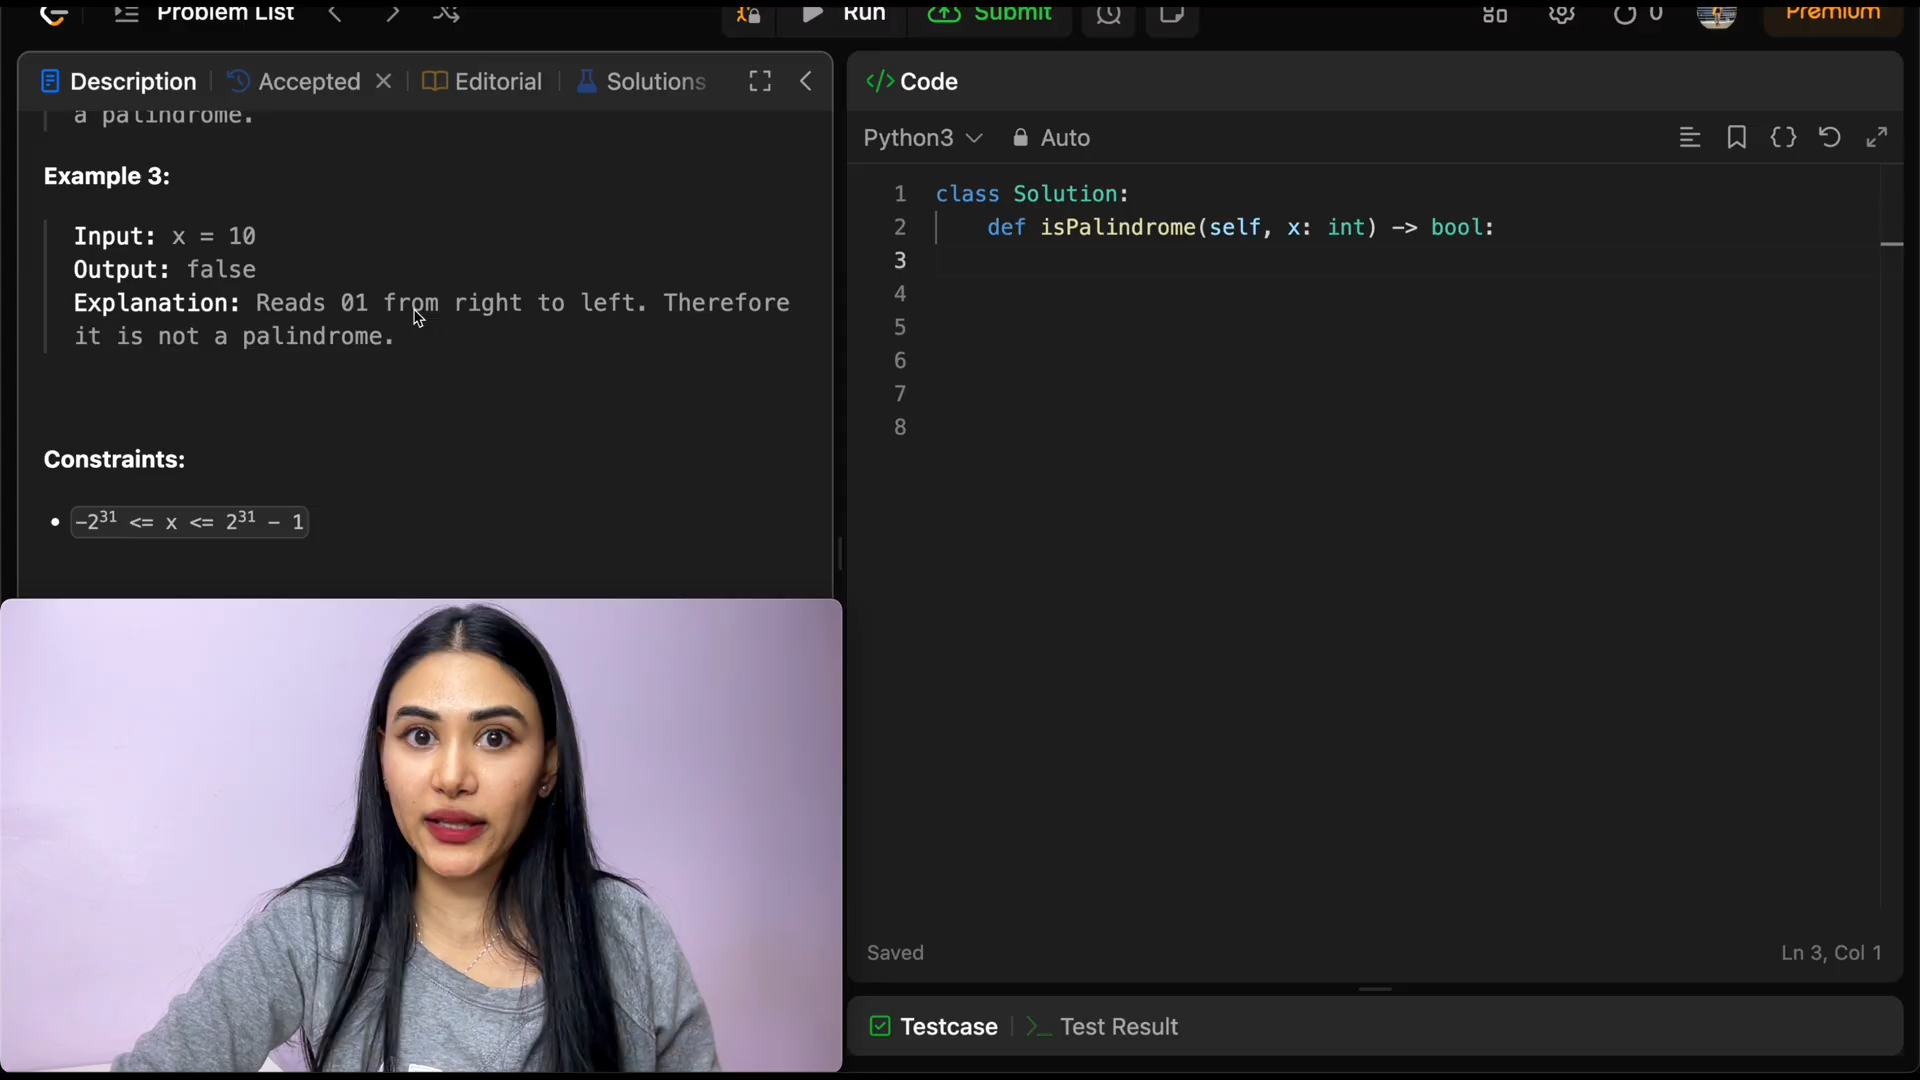 Problem List
Run
Submit
0
Premium
Description
Accepted
Editorial
Solutions
</> Code
a palindrome.
Python3
Auto
Example 3:
Input: x = 10
Output: false
Explanation: Reads 01 from right to left. Therefore
it is not a palindrome.
Constraints:
• -2³¹ <= x <= 2³¹ - 1
1 class Solution:
2 def isPalindrome(self, x: int) -> bool:
3
4
5
6
7
8
Saved
Ln 3, Col 1
Testcase
>_ Test Result